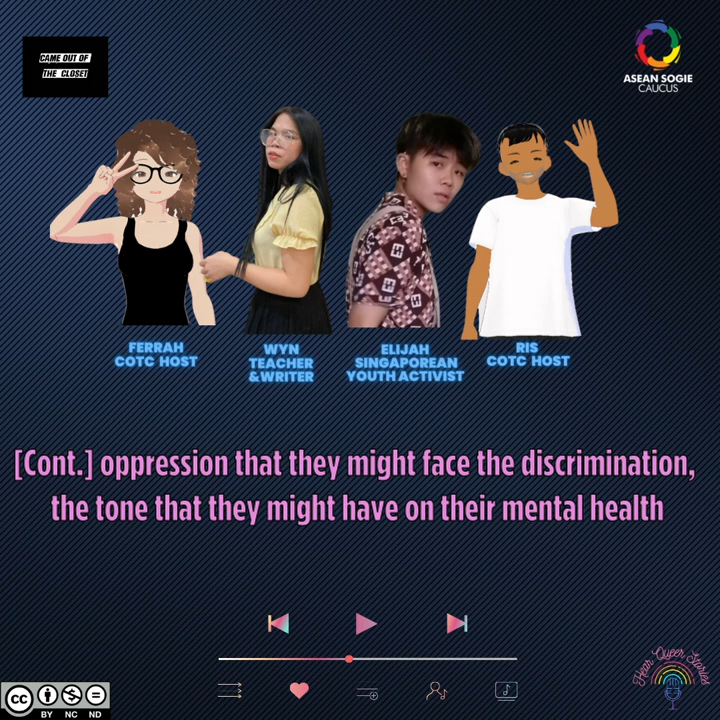 CAME OUT OF
THE CLOSET
ASEAN SOGIE
CAUCUS
FERRAH
COTC HOST
WYN
TEACHER
&WRITER
ELIJAH
SINGAPOREAN
YOUTH ACTIVIST
RIS
COTC HOST
[Cont.] oppression that they might face the discrimination,
the tone that they might have on their mental health
Hear Queer Stories
cc
BY NC ND